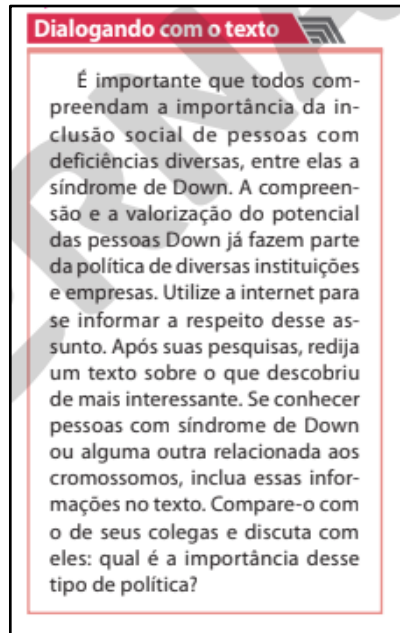 Dialogando com o texto
É importante que todos com-
preendam a importância da in-
clusão social de pessoas com
deficiências diversas, entre elas a
síndrome de Down. A compreen-
são e a valorização do potencial
das pessoas Down já fazem parte
da política de diversas instituições
e empresas. Utilize a internet para
se informar a respeito desse as-
sunto. Após suas pesquisas, redija
um texto sobre o que descobriu
de mais interessante. Se conhecer
pessoas com síndrome de Down
ou alguma outra relacionada aos
cromossomos, inclua essas infor-
mações no texto. Compare-o com
o de seus colegas e discuta com
eles: qual é a importância desse
tipo de política?